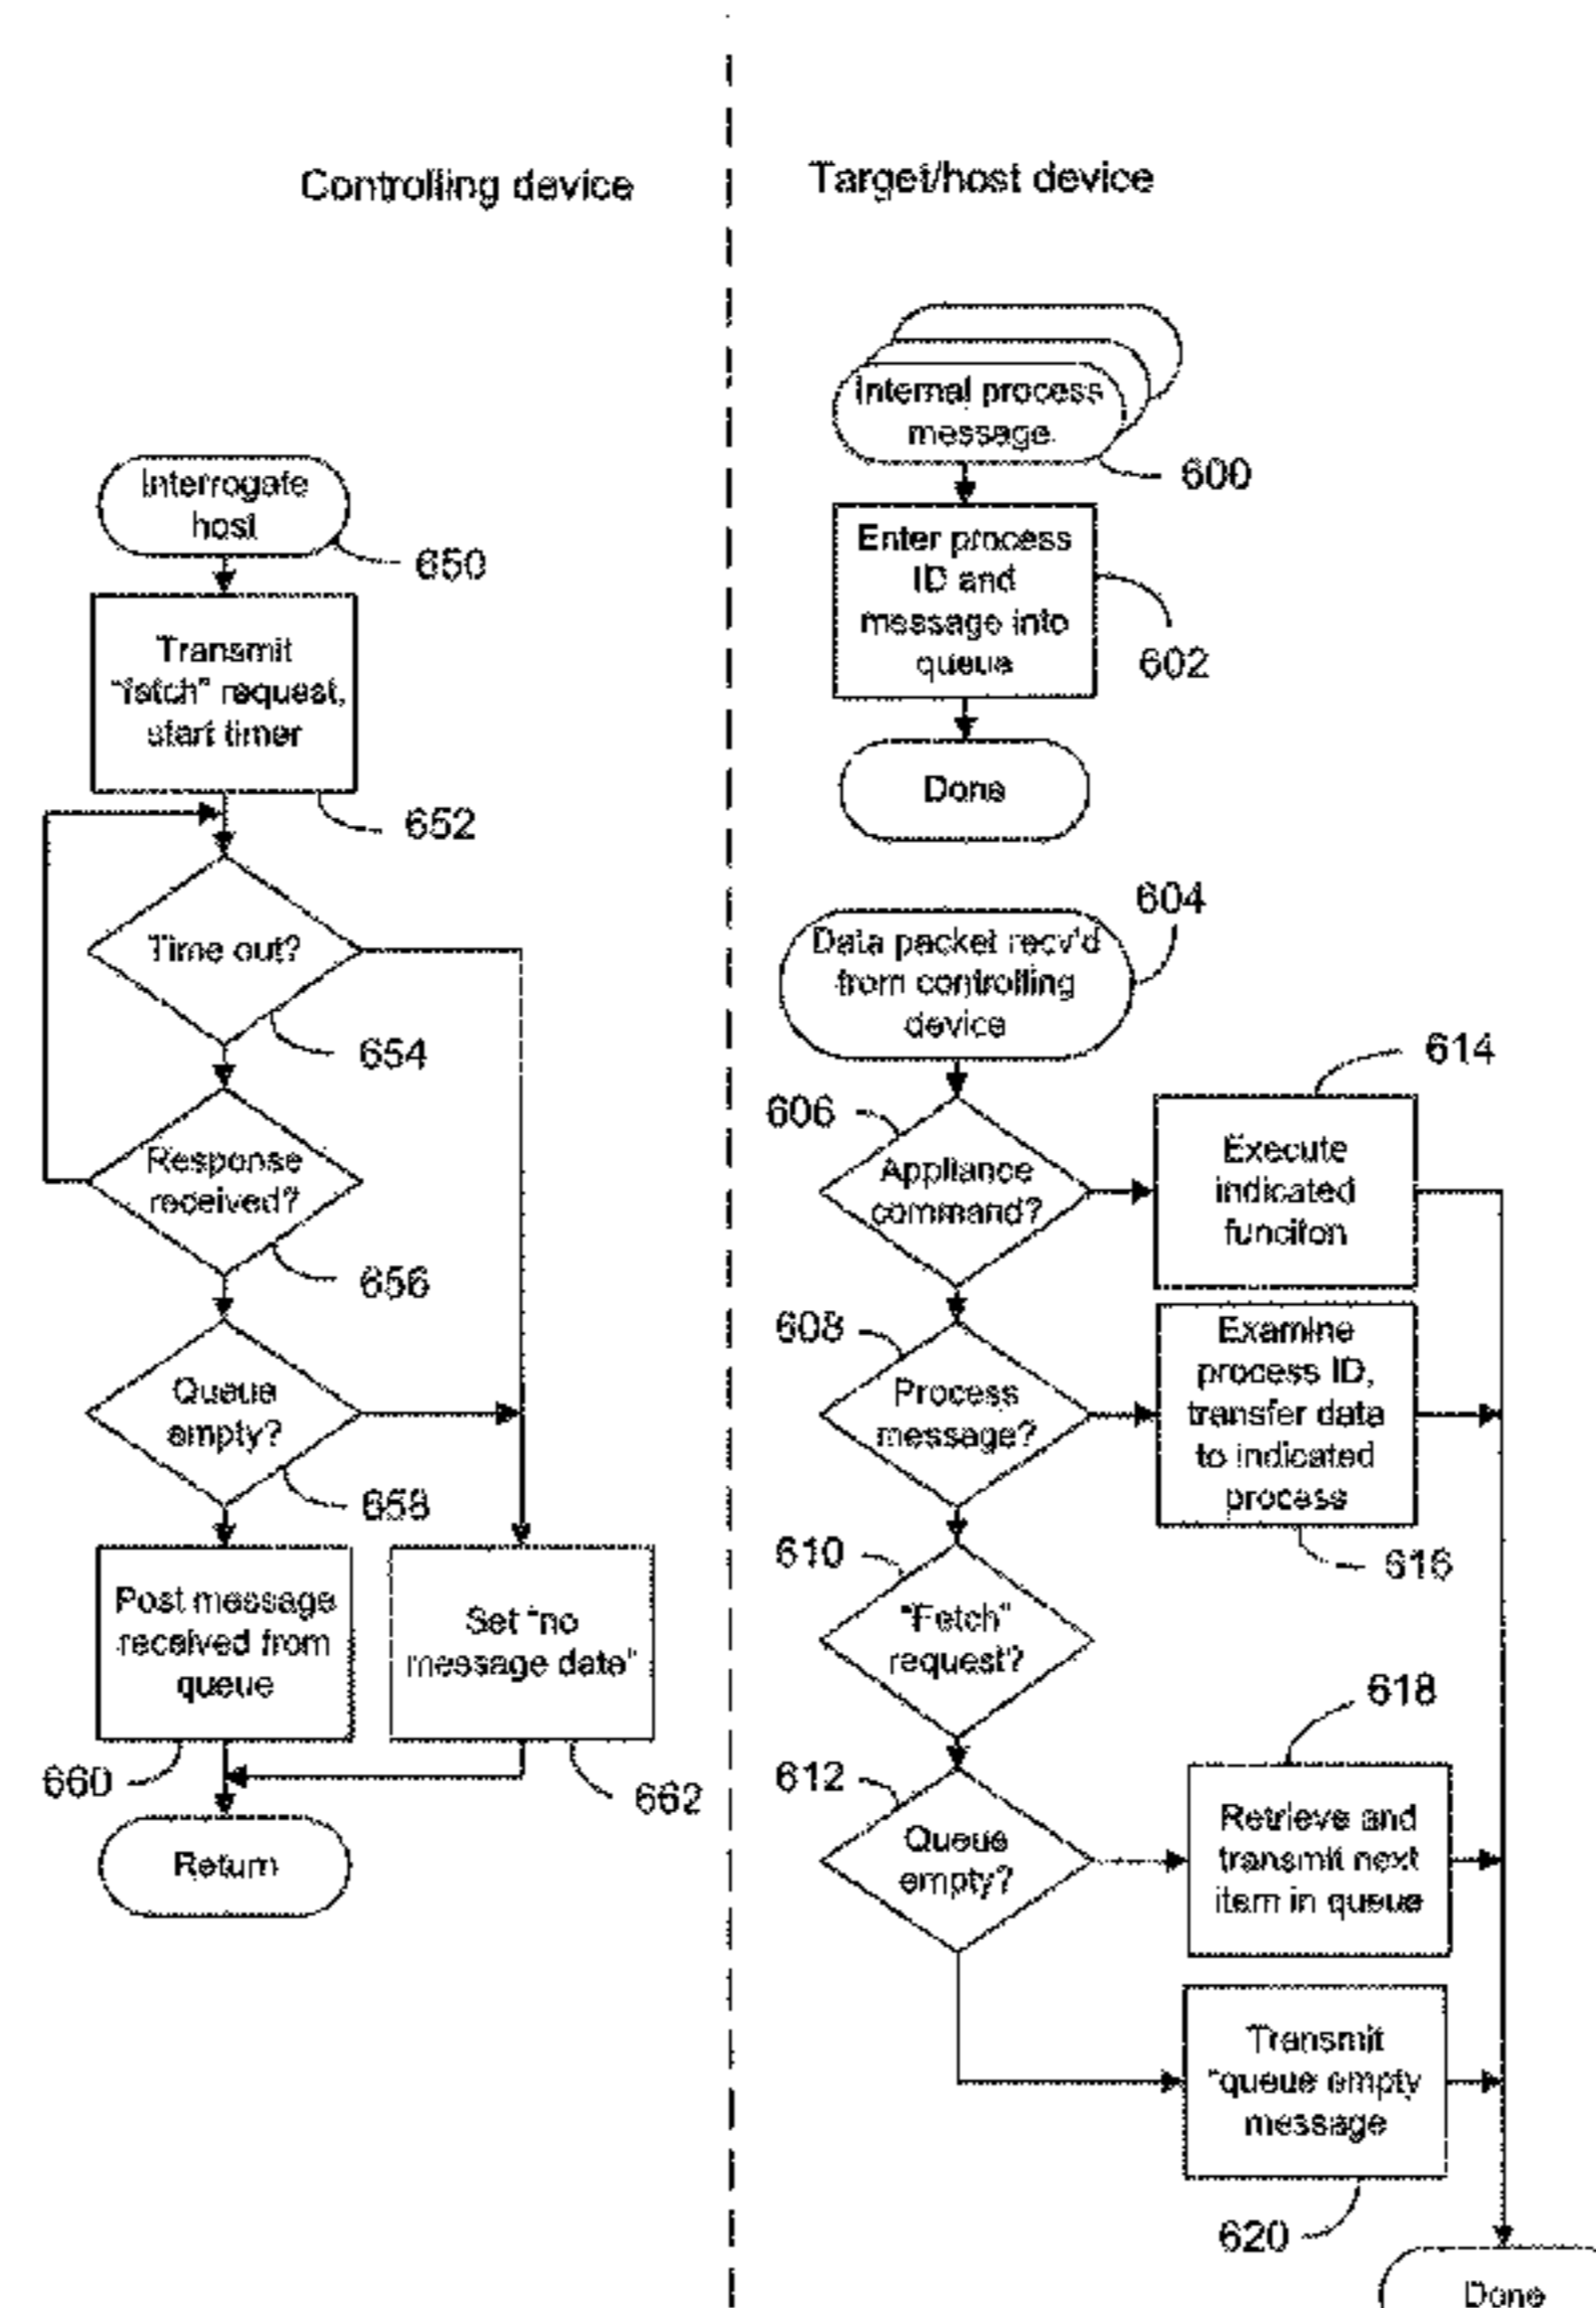 Controlling device
Interrogate
host
650
Transmit
"fetch" request,
start timer
652
Time out?
654
Response
received?
656
Queue
empty?
658
Post message
received from
queue
660
Set "no
message date"
662
Return
Target/host device
Internal process
message
600
Enter process
ID and
message into
queue
602
Done
604
Data packet recv'd
from controlling
device
606
Appliance
command?
614
Execute
indicated
funciton
608
Process
message?
Examine
process ID,
transfer data
to indicated
process
616
610
"Fetch"
request?
612
Queue
empty?
618
Retrieve and
transmit next
item in queue
Transmit
"queue empty
message
620
Done